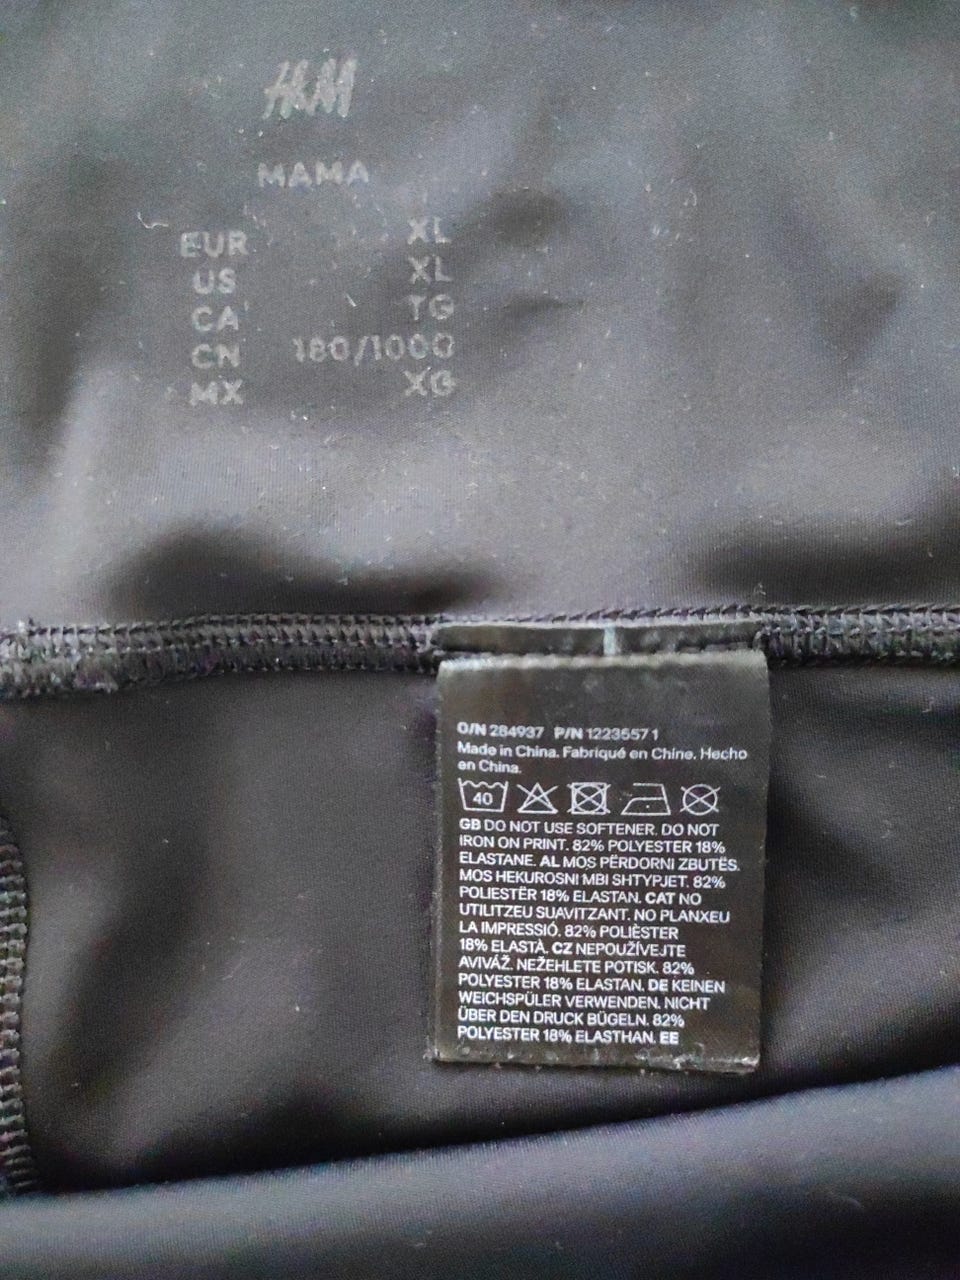 H&M
MAMA
EUR XL
US XL
CA TG
CN 180/100G
MX XG
O/N 284937 P/N 1223557 1
Made in China. Fabriqué en Chine. Hecho
en China.
40
GB DO NOT USE SOFTENER. DO NOT
IRON ON PRINT. 82% POLYESTER 18%
ELASTANE. AL MOS PËRDORNI ZBUTËS.
MOS HEKUROSNI MBI SHTYPJET. 82%
POLIESTËR 18% ELASTAN. CAT NO
UTILITZEU SUAVITZANT. NO PLANXEU
LA IMPRESSIÓ. 82% POLIÈSTER
18% ELASTÀ. CZ NEPOUŽÍVEJTE
AVIVÁŽ. NEŽEHLETE POTISK. 82%
POLYESTER 18% ELASTAN. DE KEINEN
WEICHSPÜLER VERWENDEN. NICHT
ÜBER DEN DRUCK BÜGELN. 82%
POLYESTER 18% ELASTHAN. EE